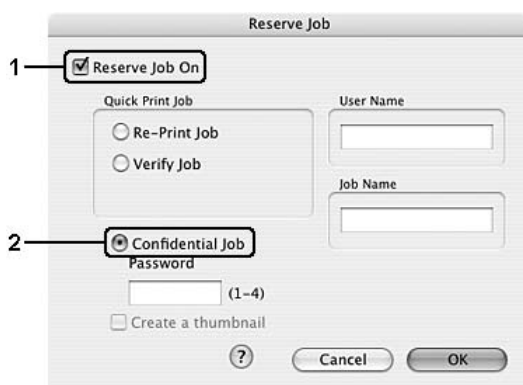 Reserve Job
1
Reserve Job On
Quick Print Job
Re-Print Job
Verify Job
User Name
Job Name
2
Confidential Job
Password
(1-4)
Create a thumbnail
?
Cancel
OK